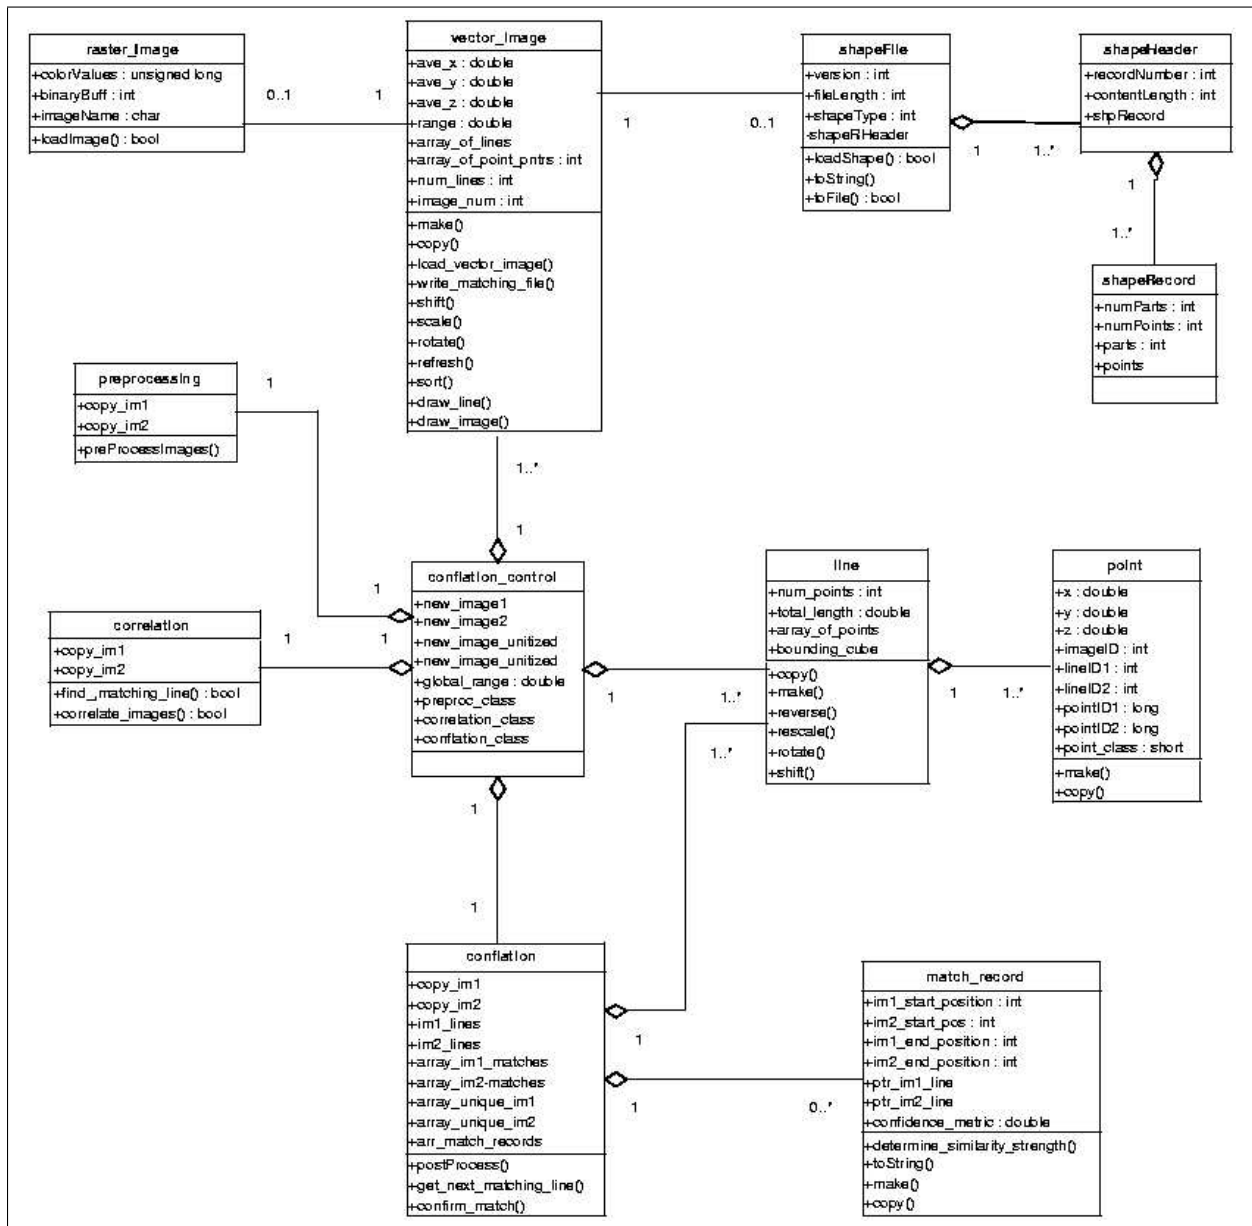 raster_Image
+colorValues : unsigned long
+binaryBuff : int
+imageName : char
+loadImage() : bool
0..1
1
vector_Image
+ave_x : double
+ave_y : double
+ave_z : double
+range : double
+array_of_lines
+array_of_point_pntrs : int
+num_lines : int
+image_num : int
+make()
+copy()
+load_vector_image()
+write_matching_file()
+shift()
+scale()
+rotate()
+refresh()
+sort()
+draw_line()
+draw_image()
1
0..1
shapeFile
+version : int
+fileLength : int
+shapeType : int
-shapeRHeader
+loadShape() : bool
+toString()
+toFile() : bool
1
1..*
shapeHeader
+recordNumber : int
+contentLength : int
+shpRecord
1
1..*
shapeRecord
+numParts : int
+numPoints : int
+parts : int
+points
preprocessing
+copy_im1
+copy_im2
+preProcessImages()
1
1..*
1
1
correlation
+copy_im1
+copy_im2
+find_.matching_line() : bool
+correlate_images() : bool
1
1
conflation_control
+new_image1
+new_image2
+new_image_unitized
+new_image_unitized
+global_range : double
+preproc_class
+correlation_class
+conflation_class
1
1..*
line
+num_points : int
+total_length : double
+array_of_points
+bounding_cube
+copy()
+make()
+reverse()
+rescale()
+rotate()
+shift()
1
1..*
point
+x : double
+y : double
+z : double
+imageID : int
+lineID1 : int
+lineID2 : int
+pointID1 : long
+pointID2 : long
+point_class : short
+make()
+copy()
1..*
1
1
conflation
+copy_im1
+copy_im2
+im1_lines
+im2_lines
+array_im1_matches
+array_im2-matches
+array_unique_im1
+array_unique_im2
+arr_match_records
+postProcess()
+get_next_matching_line()
+confirm_match()
1
1
0..*
match_record
+im1_start_position : int
+im2_start_pos : int
+im1_end_position : int
+im2_end_position : int
+ptr_im1_line
+ptr_im2_line
+confidence_metric : double
+determine_similarity_strength()
+toString()
+make()
+copy()